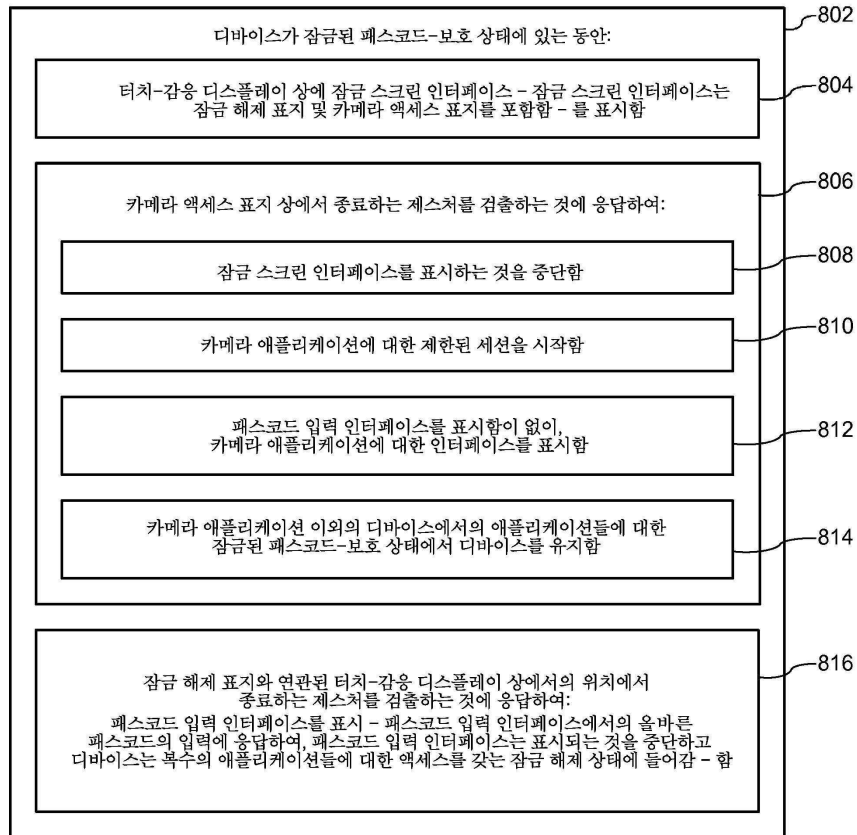 802
디바이스가 잠금된 패스코드-보호 상태에 있는 동안:
804
터치-감응 디스플레이 상에 잠금 스크린 인터페이스 - 잠금 스크린 인터페이스는
잠금 해제 표지 및 카메라 액세스 표지를 포함함 - 를 표시함
806
카메라 액세스 표지 상에서 종료하는 제스처를 검출하는 것에 응답하여:
808
잠금 스크린 인터페이스를 표시하는 것을 중단함
810
카메라 애플리케이션에 대한 제한된 세션을 시작함
812
패스코드 입력 인터페이스를 표시함이 없이,
카메라 애플리케이션에 대한 인터페이스를 표시함
814
카메라 애플리케이션 이외의 디바이스에서의 애플리케이션들에 대한
잠금된 패스코드-보호 상태에서 디바이스를 유지함
816
잠금 해제 표지와 연관된 터치-감응 디스플레이 상에서의 위치에서
종료하는 제스처를 검출하는 것에 응답하여:
패스코드 입력 인터페이스를 표시 - 패스코드 입력 인터페이스에서의 올바른
패스코드의 입력에 응답하여, 패스코드 입력 인터페이스는 표시되는 것을 중단하고
디바이스는 복수의 애플리케이션들에 대한 액세스를 갖는 잠금 해제 상태에 들어감 - 함